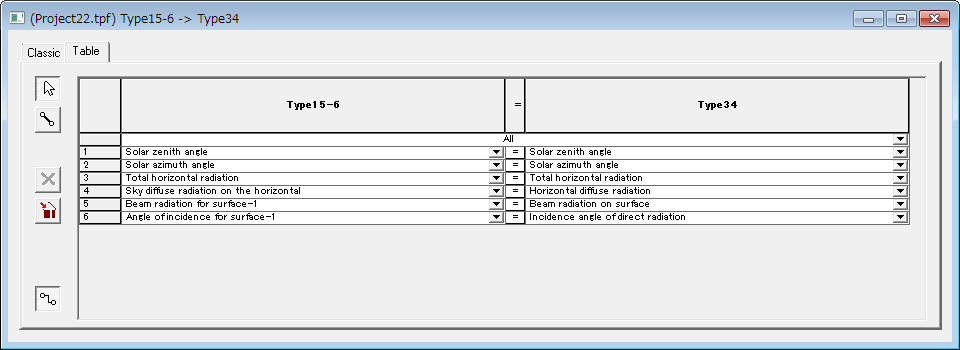 (Project22.tpf) Type15-6 -> Type34
Classic Table
Type15-6 = Type34
All
1 Solar zenith angle = Solar zenith angle
2 Solar azimuth angle = Solar azimuth angle
3 Total horizontal radiation = Total horizontal radiation
4 Sky diffuse radiation on the horizontal = Horizontal diffuse radiation
5 Beam radiation for surface-1 = Beam radiation on surface
6 Angle of incidence for surface-1 = Incidence angle of direct radiation